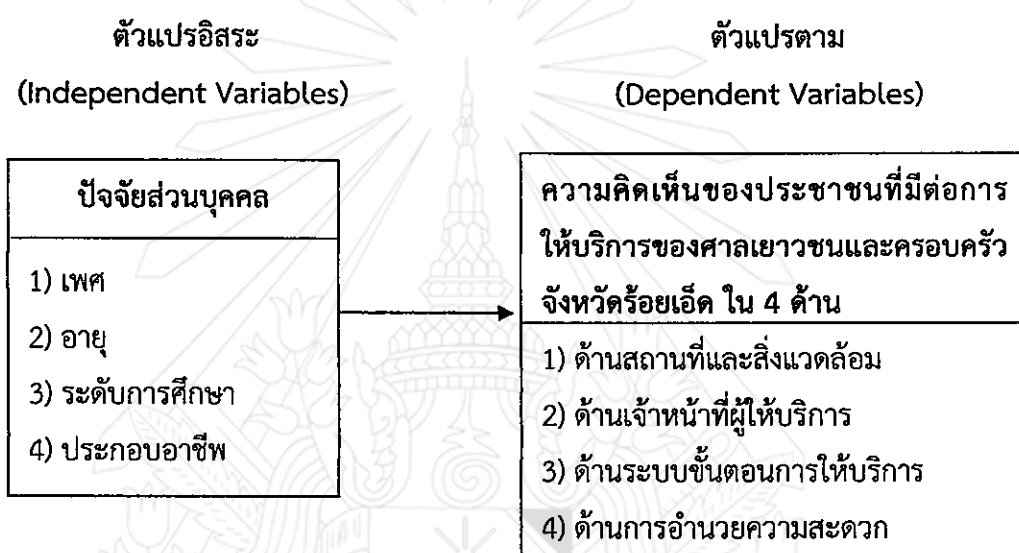 ตัวแปรอิสระ
(Independent Variables)
ปัจจัยส่วนบุคคล
1) เพศ
2) อายุ
3) ระดับการศึกษา
4) ประกอบอาชีพ
ตัวแปรตาม
(Dependent Variables)
ความคิดเห็นของประชาชนที่มีต่อการ
ให้บริการของศาลเยาวชนและครอบครัว
จังหวัดร้อยเอ็ด ใน 4 ด้าน
1) ด้านสถานที่และสิ่งแวดล้อม
2) ด้านเจ้าหน้าที่ผู้ให้บริการ
3) ด้านระบบขั้นตอนการให้บริการ
4) ด้านการอำนวยความสะดวก